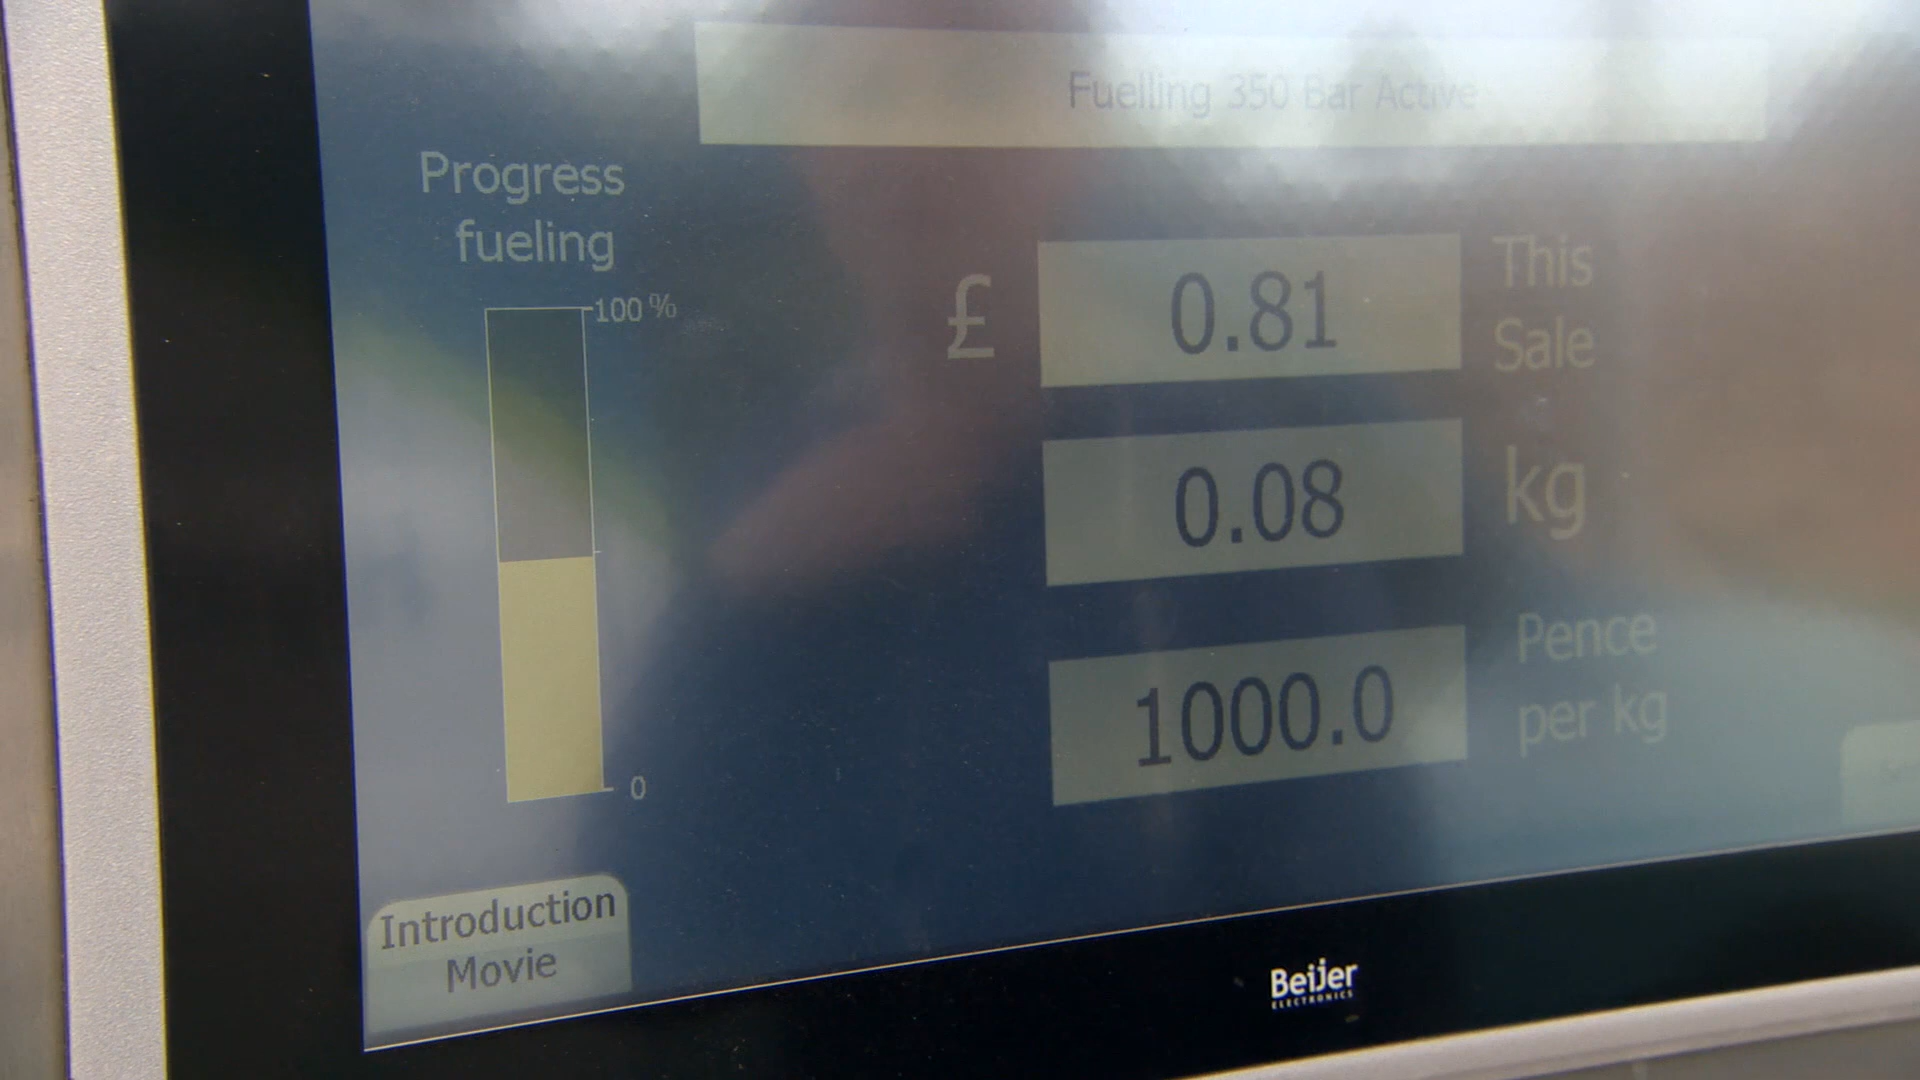 Fuelling 350 Bar Active
Progress
fueling
100 %
0
£ 0.81 This
Sale
0.08 kg
1000.0 Pence
per kg
Introduction
Movie
Beijer
ELECTRONICS